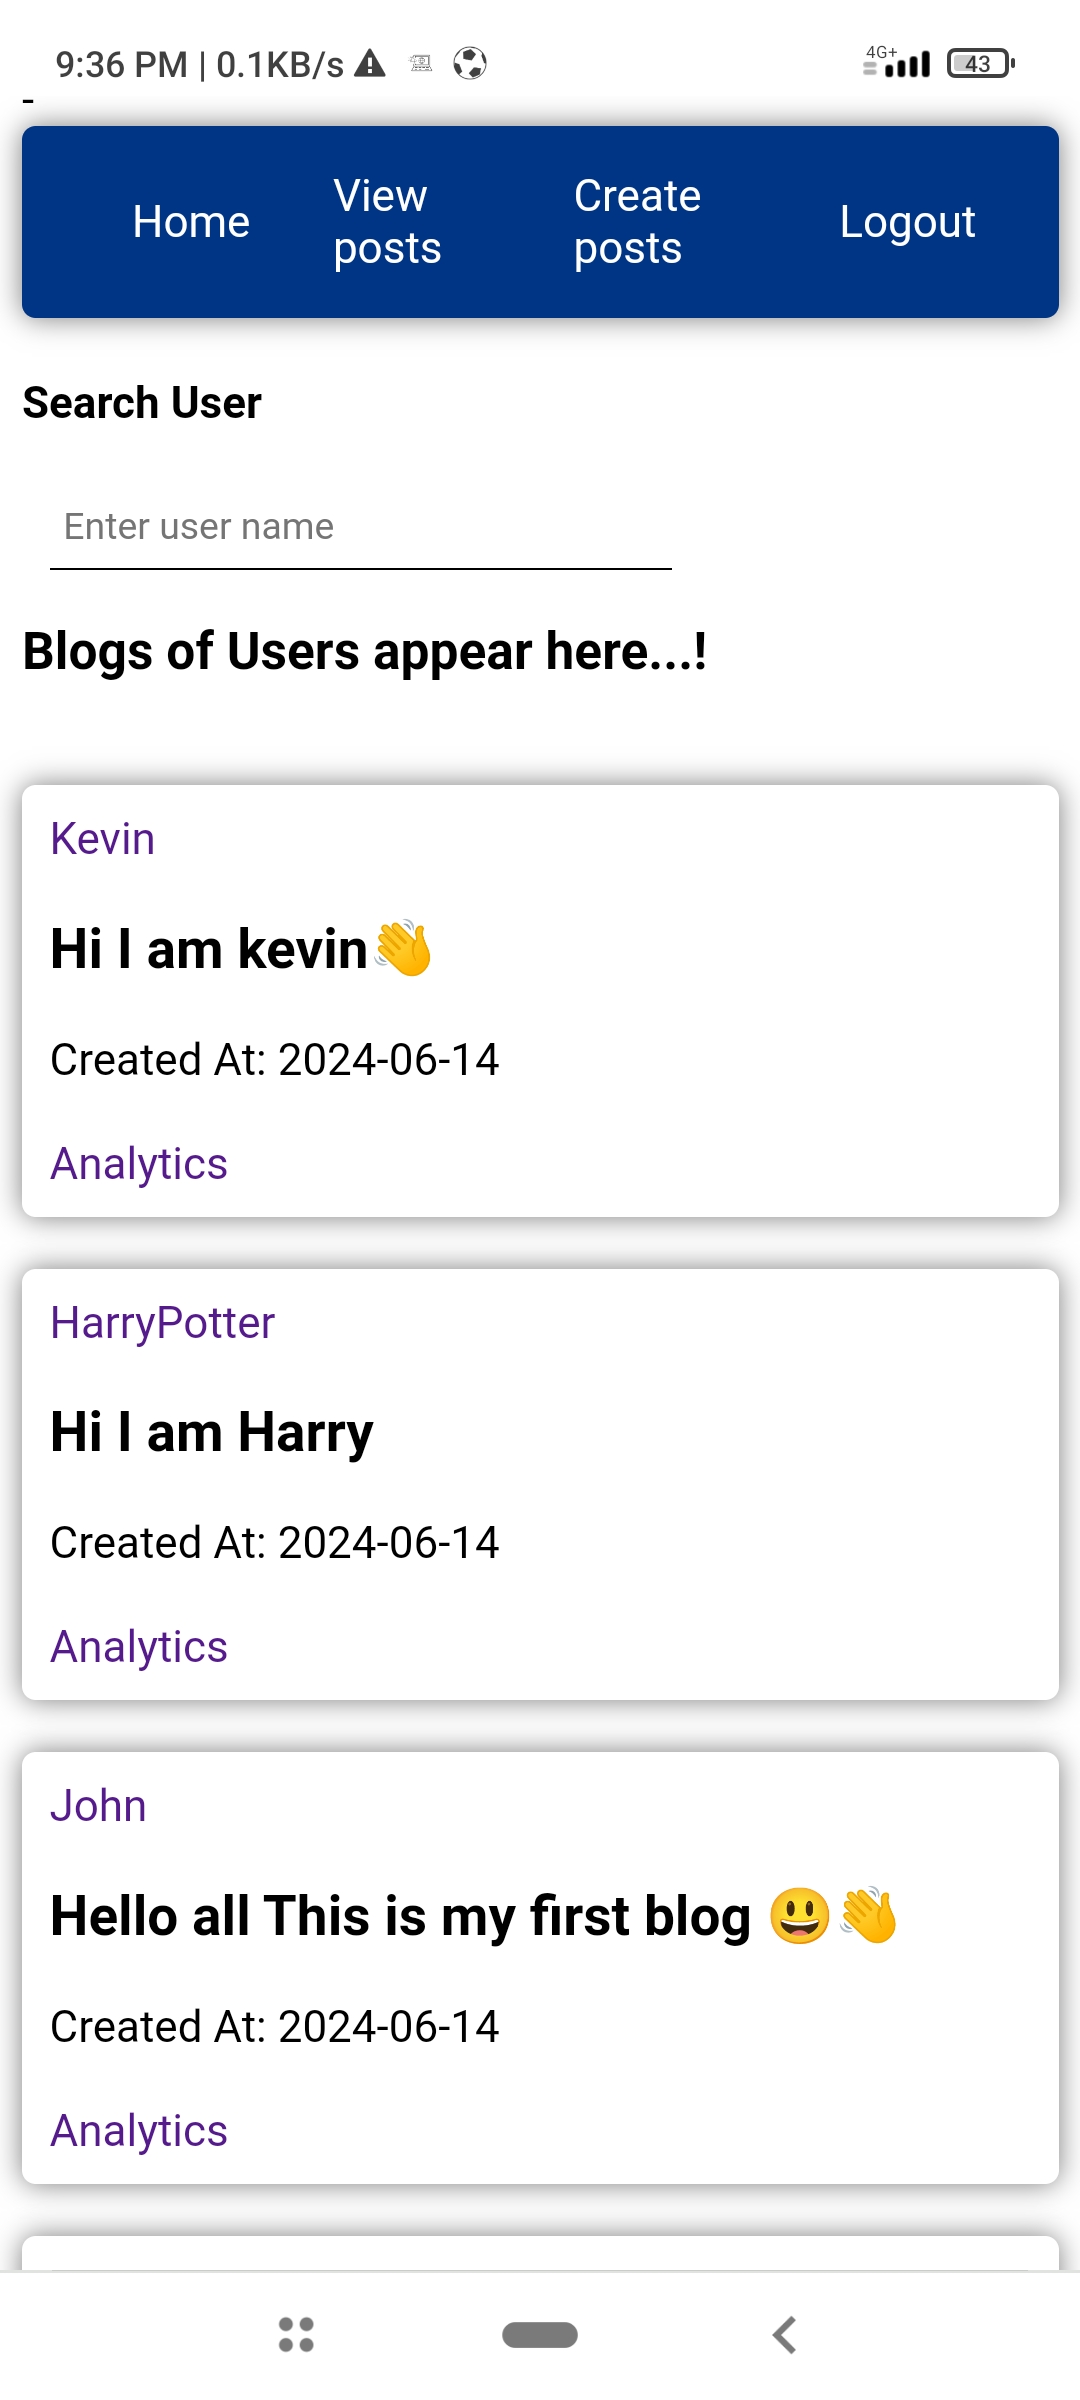 9:36 PM | 0.1KB/s
4G+
43
-
Home
View
posts
Create
posts
Logout
Search User
Enter user name
Blogs of Users appear here...!
Kevin
Hi I am kevin👋
Created At: 2024-06-14
Analytics
HarryPotter
Hi I am Harry
Created At: 2024-06-14
Analytics
John
Hello all This is my first blog 😃👋
Created At: 2024-06-14
Analytics